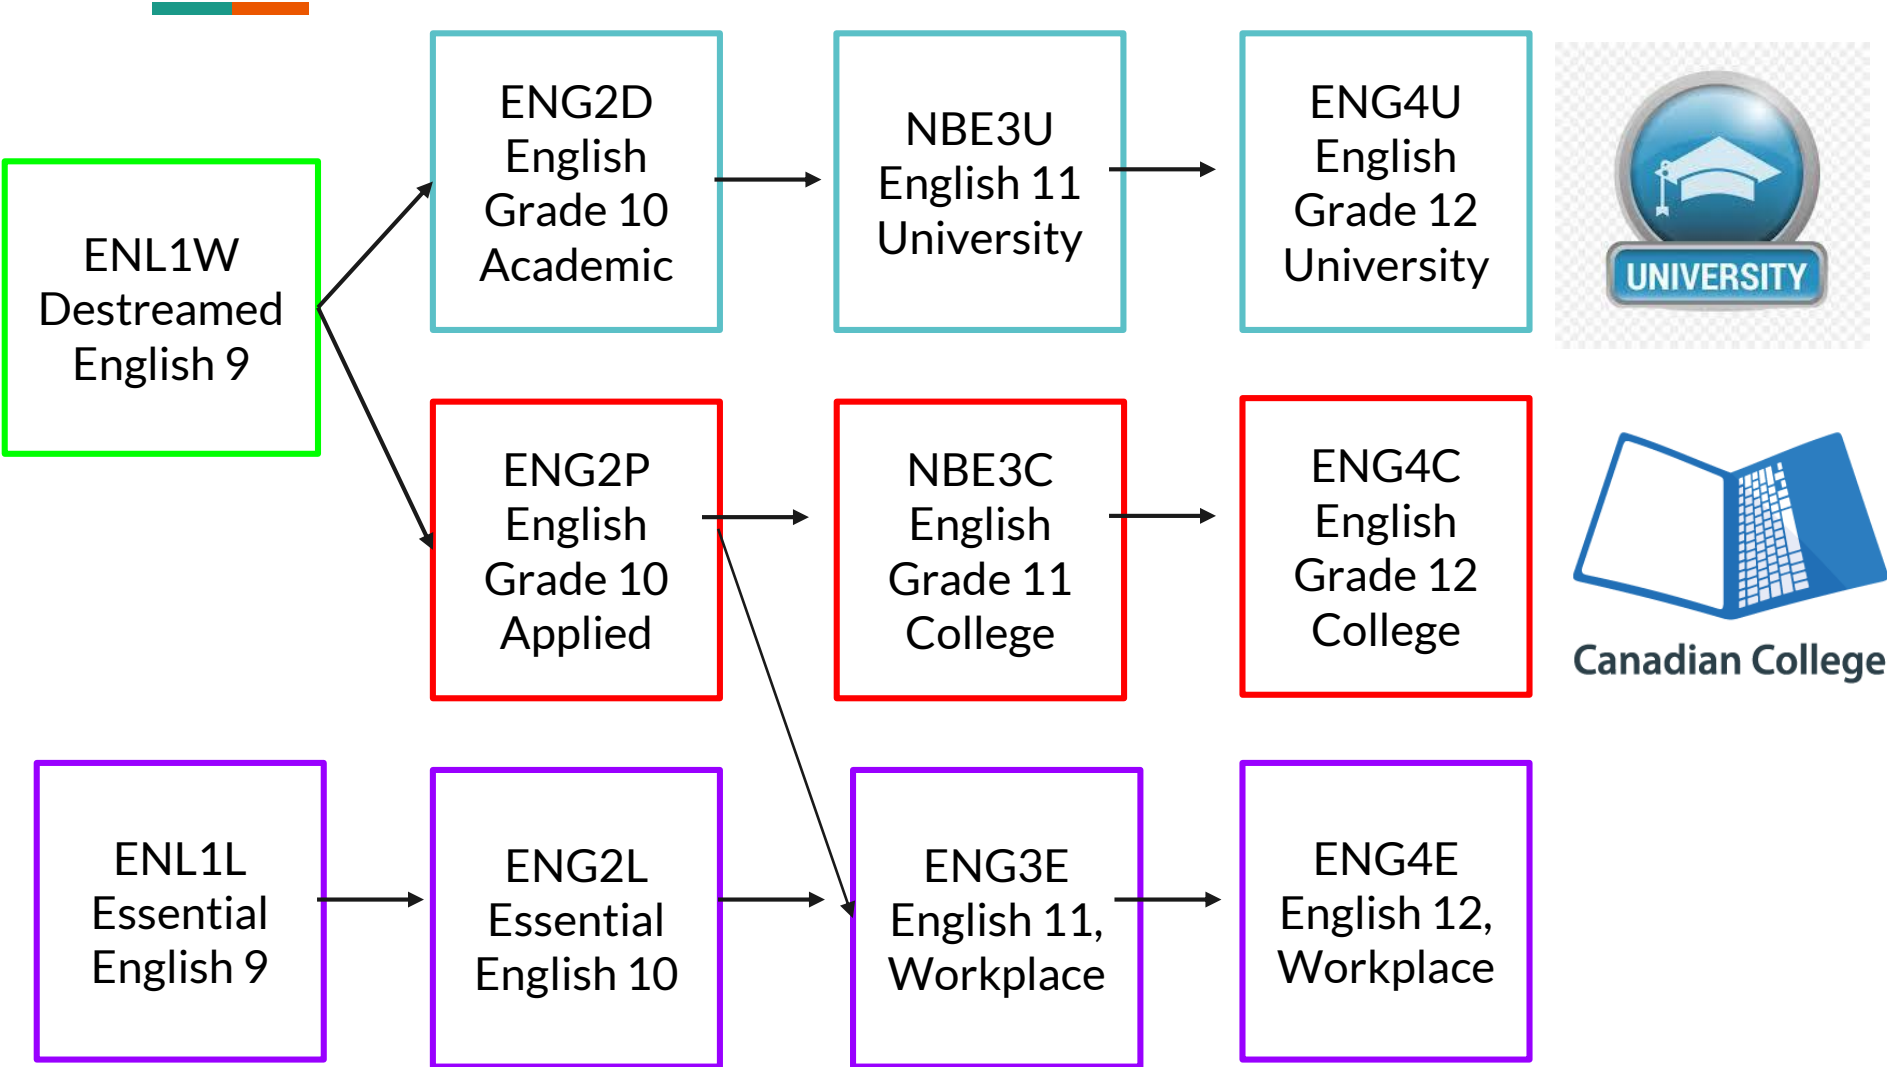 ENG2D
English
Grade 10
Academic
NBE3U
English 11
University
ENG4U
English
Grade 12
University
UNIVERSITY
ENL1W
Destreamed
English 9
ENG2P
English
Grade 10
Applied
NBE3C
English
Grade 11
College
ENG4C
English
Grade 12
College
Canadian College
ENL1L
Essential
English 9
ENG2L
Essential
English 10
ENG3E
English 11,
Workplace
ENG4E
English 12,
Workplace